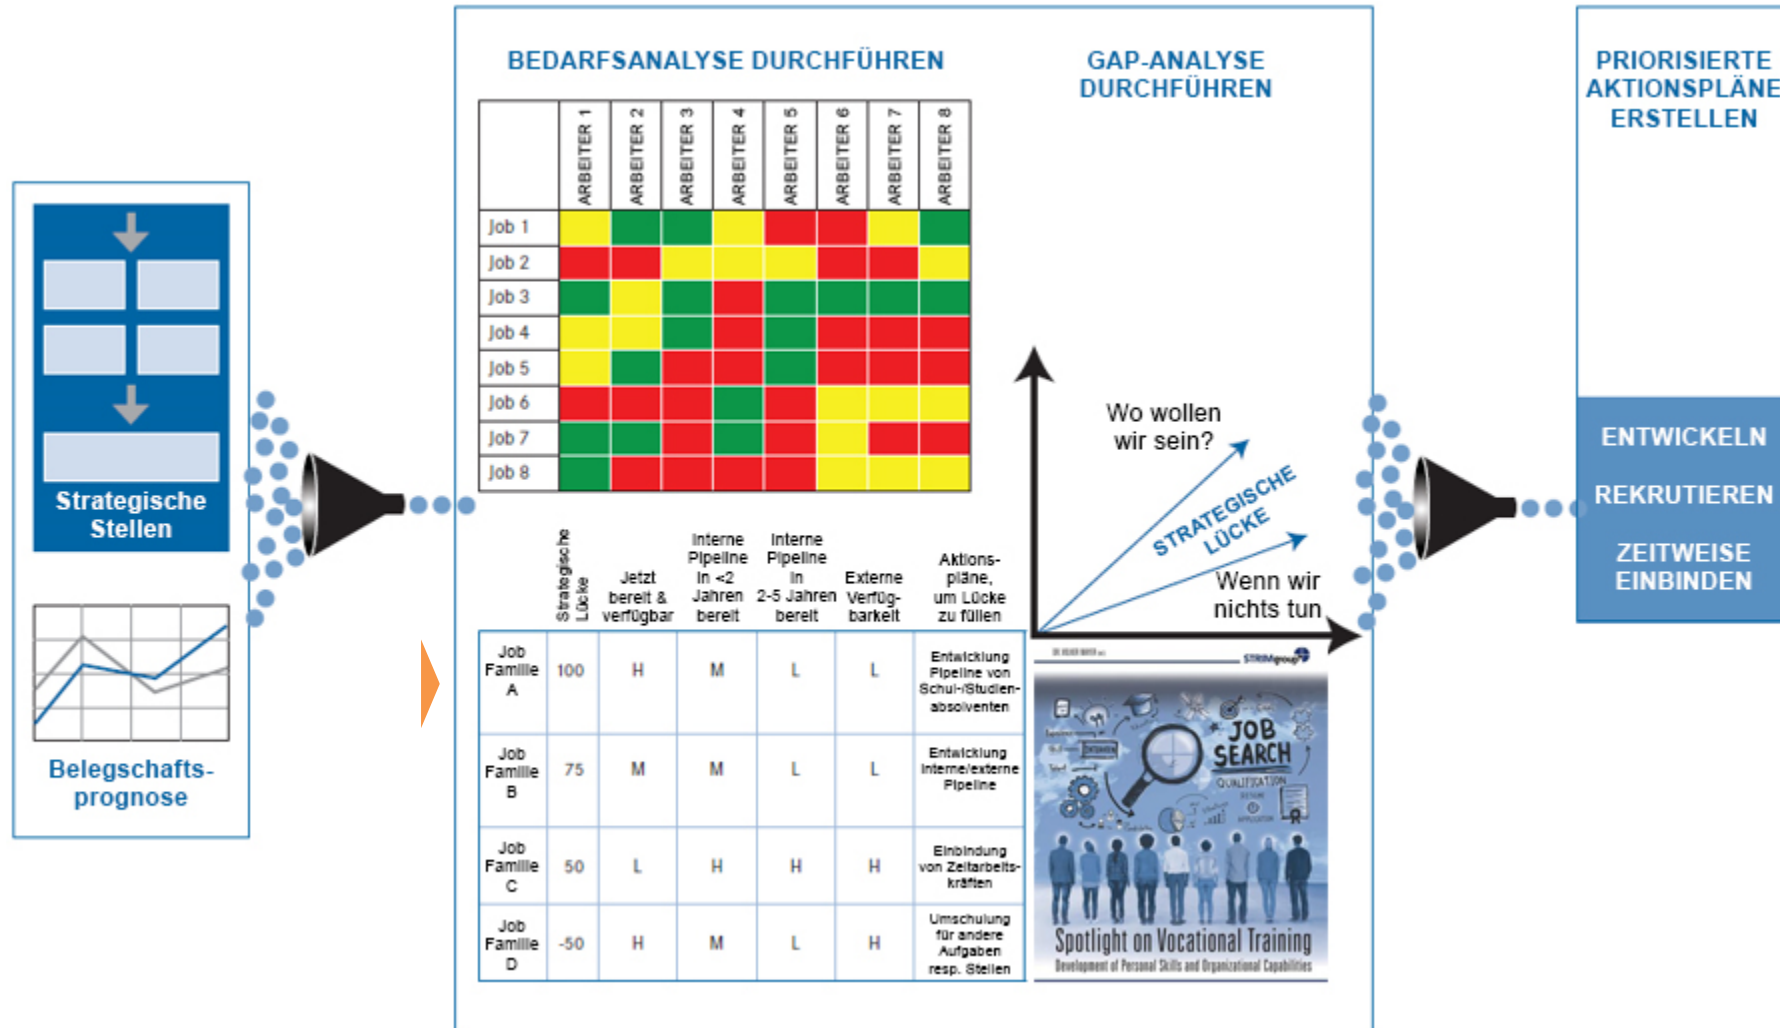 Strategische
Stellen
Belegschafts-
prognose
BEDARFSANALYSE DURCHFÜHREN
ARBEITER 1
ARBEITER 2
ARBEITER 3
ARBEITER 4
ARBEITER 5
ARBEITER 6
ARBEITER 7
ARBEITER 8
Job 1
Job 2
Job 3
Job 4
Job 5
Job 6
Job 7
Job 8
Strategische
Lücke
Jetzt
bereit &
verfügbar
Interne
Pipeline
in <2
Jahren
bereit
Interne
Pipeline
in
2-5 Jahren
bereit
Externe
Verfüg-
barkeit
Aktions-
pläne,
um Lücke
zu füllen
Job
Familie
A
100
H
M
L
L
Entwicklung
Pipeline von
Schul-/Studien-
absolventen
Job
Familie
B
75
M
M
L
L
Entwicklung
interne/externe
Pipeline
Job
Familie
C
50
L
H
H
H
Einbindung
von Zeitarbeits-
kräften
Job
Familie
D
-50
H
M
L
H
Umschulung
für andere
Aufgaben
resp. Stellen
GAP-ANALYSE
DURCHFÜHREN
Wo wollen
wir sein?
STRATEGISCHE
LÜCKE
Wenn wir
nichts tun
STRIMgroup
JOB
SEARCH
QUALIFICATION
Spotlight on Vocational Training
Development of Personal Skills and Organizational Capabilities
PRIORISIERTE
AKTIONSPLÄNE
ERSTELLEN
ENTWICKELN
REKRUTIEREN
ZEITWEISE
EINBINDEN